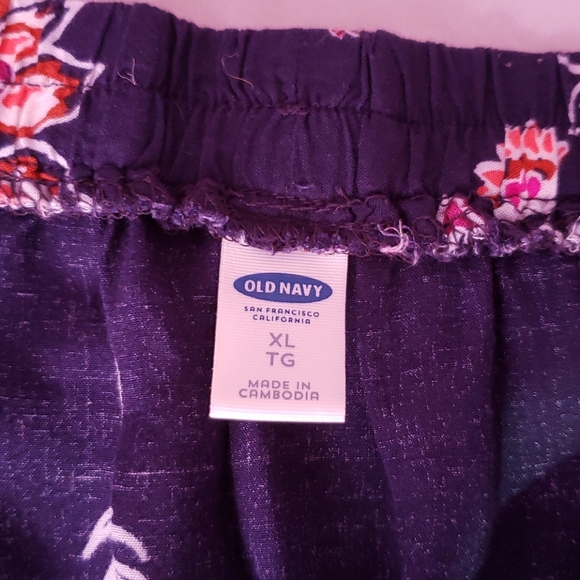 OLD NAVY
SAN FRANCISCO
CALIFORNIA
XL
TG
MADE IN
CAMBODIA